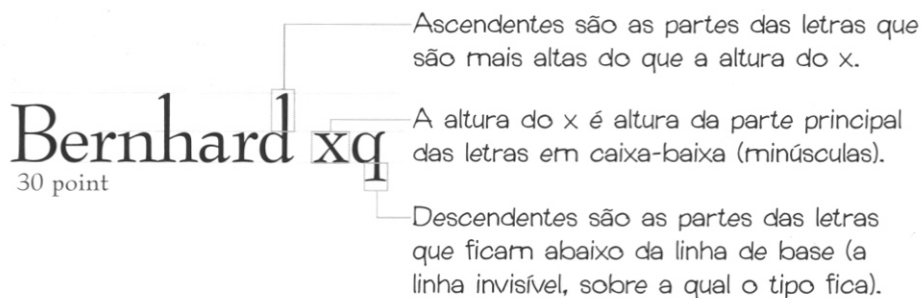 Ascendentes são as partes das letras que
são mais altas do que a altura do x.
Bernhard xq
30 point
A altura do x é altura da parte principal
das letras em caixa-baixa (minúsculas).
Descendentes são as partes das letras
que ficam abaixo da linha de base (a
linha invisível, sobre a qual o tipo fica).